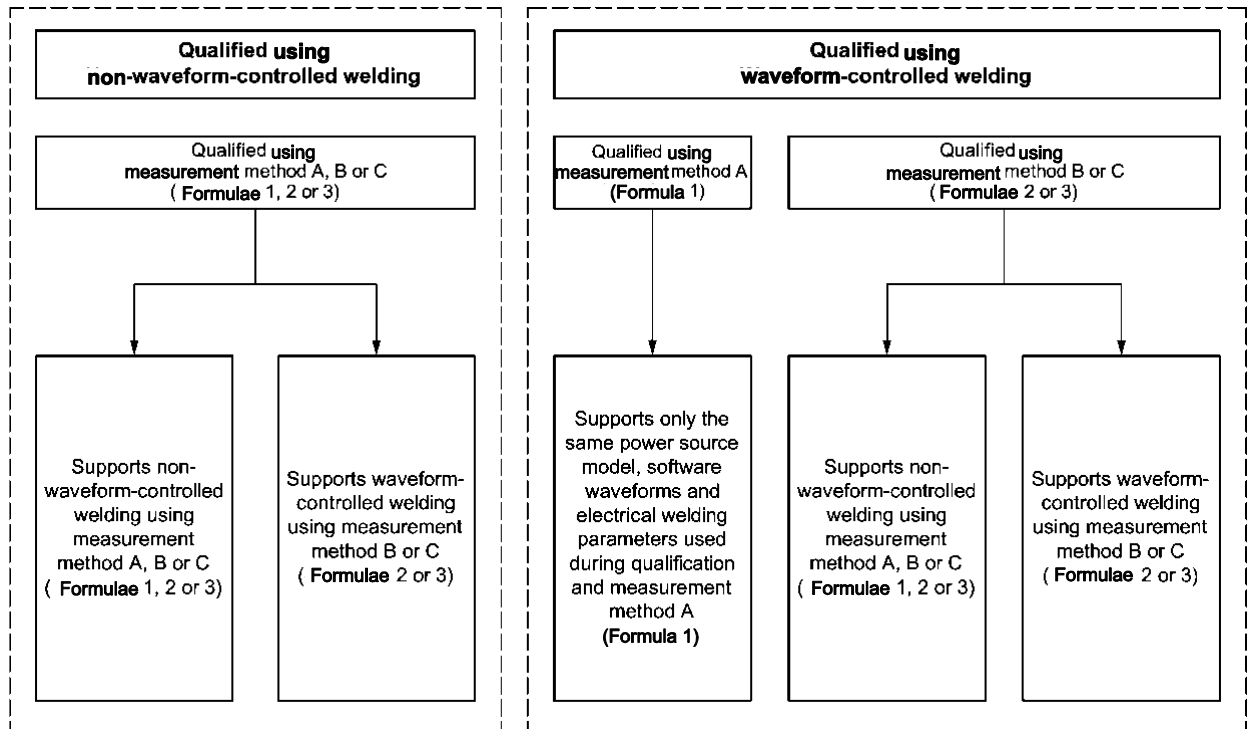 Qualified using
non-waveform-controlled welding
Qualified using
measurement method A, B or C
( Formulae 1, 2 or 3)
Supports non-
waveform-controlled
welding using
measurement
method A, B or C
( Formulae 1, 2 or 3)
Supports waveform-
controlled welding
using measurement
method B or C
( Formulae 2 or 3)
Qualified using
waveform-controlled welding
Qualified using
measurement method A
(Formula 1)
Qualified using
measurement method B or C
( Formulae 2 or 3)
Supports only the
same power source
model, software
waveforms and
electrical welding
parameters used
during qualification
and measurement
method A
(Formula 1)
Supports non-
waveform-controlled
welding using
measurement
method A, B or C
( Formulae 1, 2 or 3)
Supports waveform-
controlled welding
using measurement
method B or C
( Formulae 2 or 3)